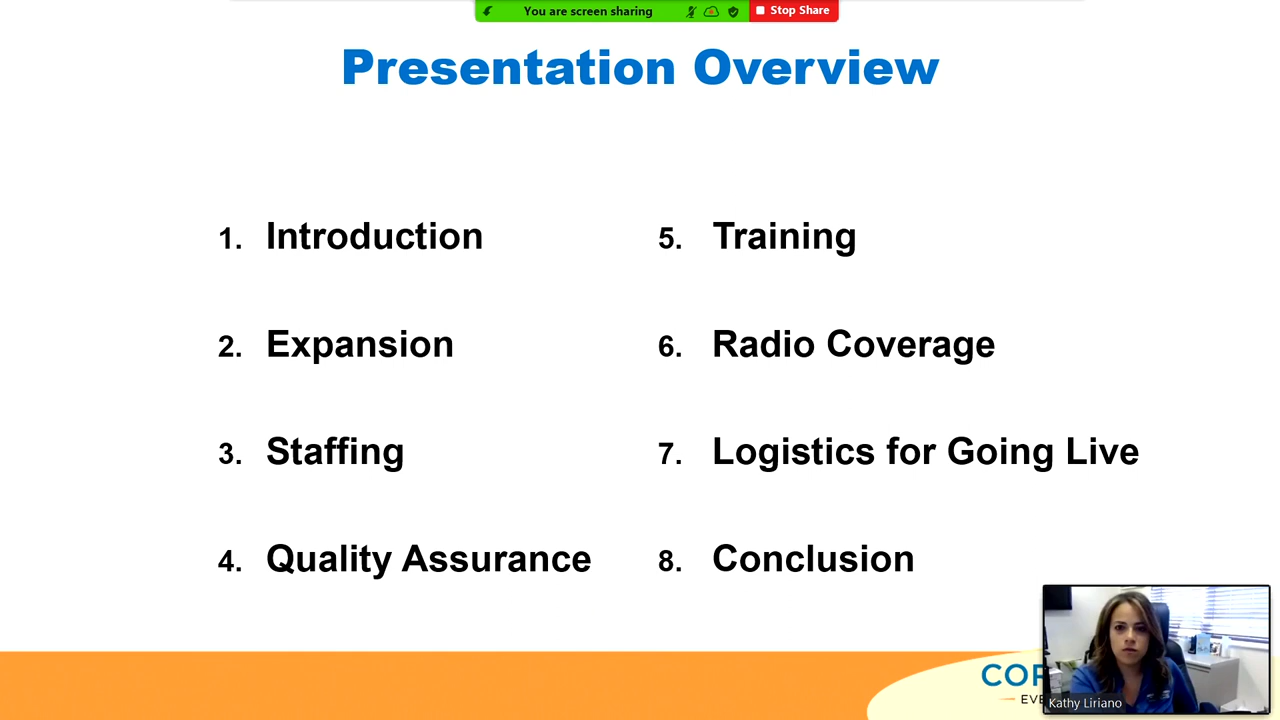 You are screen sharing
Stop Share
Presentation Overview
1. Introduction
2. Expansion
3. Staffing
4. Quality Assurance
5. Training
6. Radio Coverage
7. Logistics for Going Live
8. Conclusion
Kathy Liriano